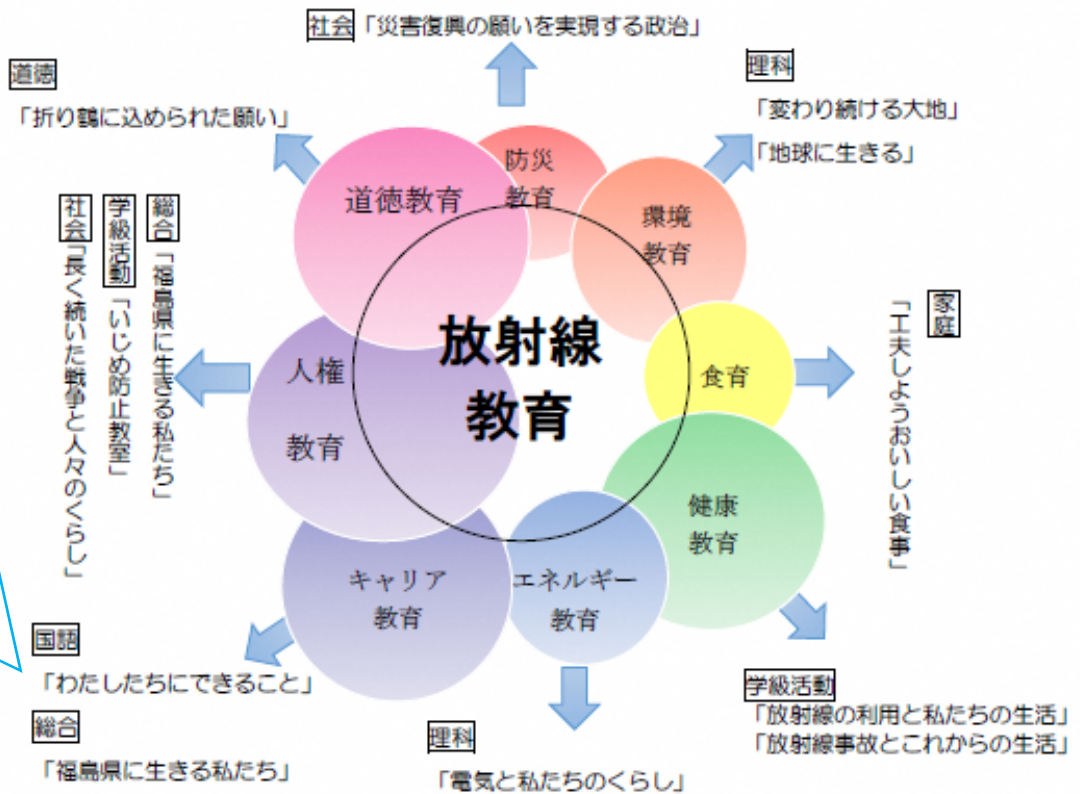 社会「災害復興の願いを実現する政治」
道徳
「折り鶴に込められた願い」
理科
「変わり続ける大地」
「地球に生きる」
道徳教育
防災
教育
環境
教育
総合「福島県に生きる私たち」
学級活動「いじめ防止教室」
社会「長く続いた戦争と人々のくらし」
放射線
教育
人権
教育
食育
家庭
「工夫しようおいしい食事」
健康
教育
キャリア
教育
エネルギー
教育
国語
「わたしたちにできること」
総合
「福島県に生きる私たち」
理科
「電気と私たちのくらし」
学級活動
「放射線の利用と私たちの生活」
「放射線事故とこれからの生活」